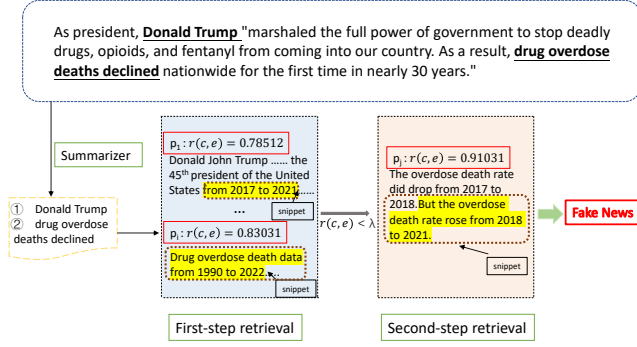 As president, Donald Trump "marshaled the full power of government to stop deadly
drugs, opioids, and fentanyl from coming into our country. As a result, drug overdose
deaths declined nationwide for the first time in nearly 30 years."
Summarizer
① Donald Trump
② drug overdose
deaths declined
p₁: r(c, e) = 0.78512
Donald John Trump …… the
45th president of the United
States from 2017 to 2021……
...
snippet
pᵢ: r(c, e) = 0.83031
Drug overdose death data
from 1990 to 2022.…
snippet
First-step retrieval
r(c, e) < λ
pⱼ: r(c, e) = 0.91031
The overdose death rate
did drop from 2017 to
2018.But the overdose
death rate rose from 2018
to 2021.
snippet
Second-step retrieval
Fake News